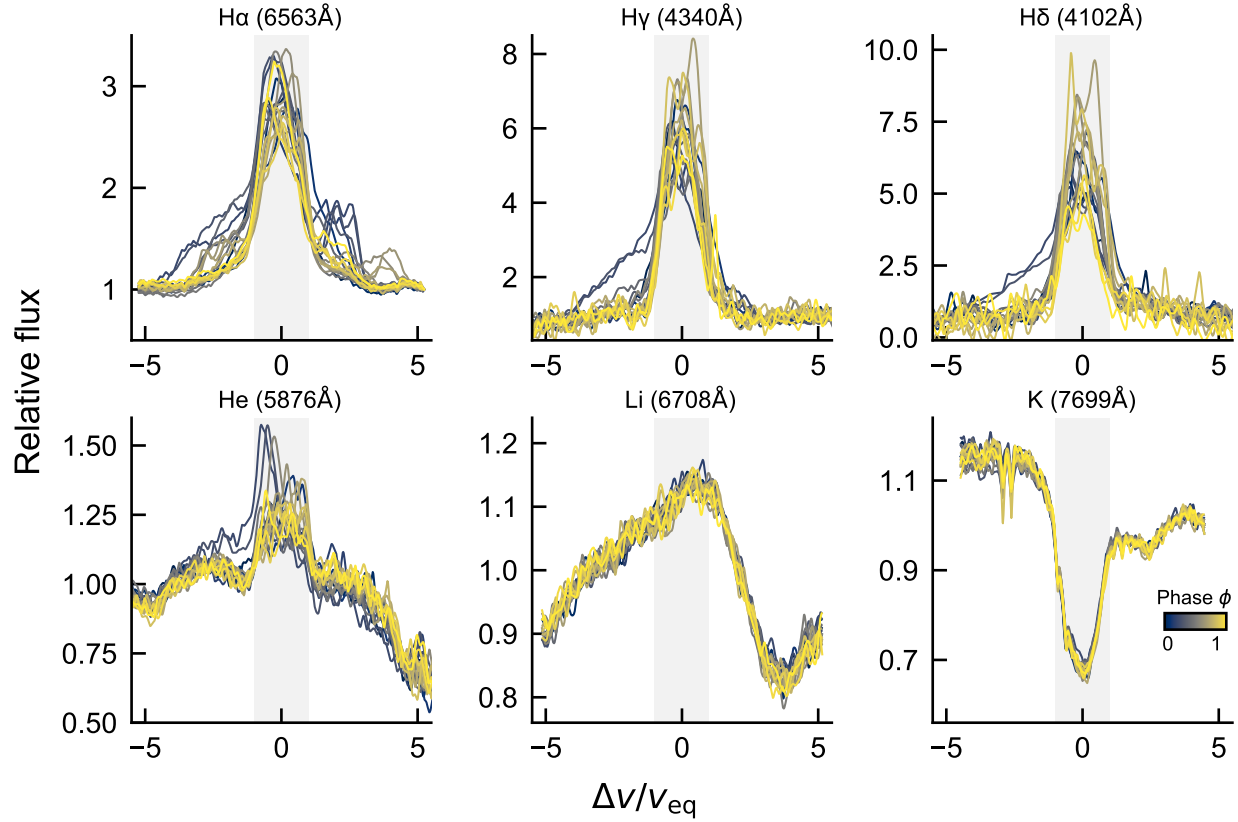 Hα (6563Å)
Hγ (4340Å)
Hδ (4102Å)
3
2
1
8
6
4
2
10.0
7.5
5.0
2.5
0.0
−5 0 5
−5 0 5
−5 0 5
Relative flux
He (5876Å)
Li (6708Å)
K (7699Å)
1.50
1.25
1.00
0.75
0.50
1.2
1.1
1.0
0.9
0.8
1.1
0.9
0.7
Phase ϕ
0 1
−5 0 5
−5 0 5
−5 0 5
Δv/v_eq